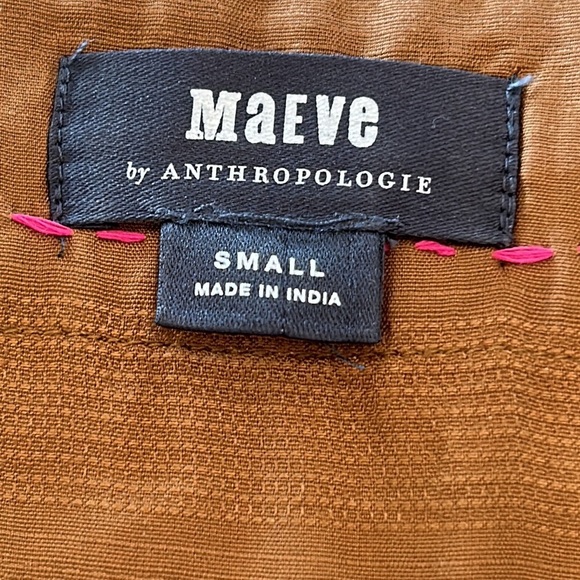 MaEVe
by ANTHROPOLOGIE
SMALL
MADE IN INDIA